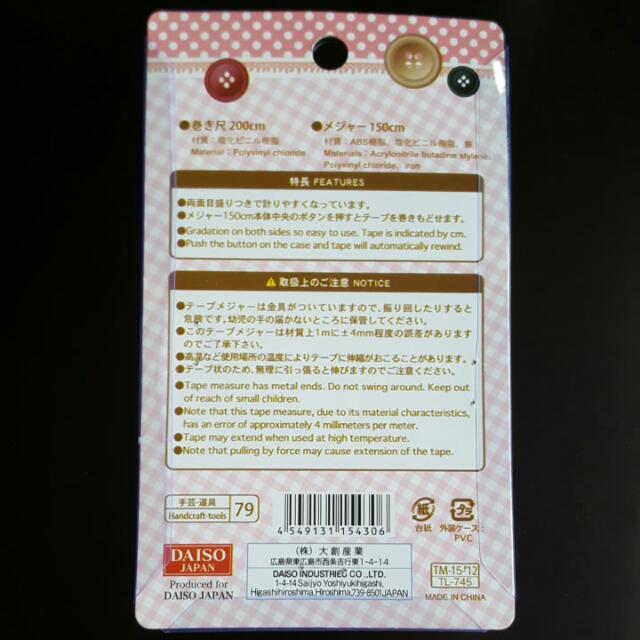 ●巻き尺 200cm
材質：塩化ビニル樹脂
Material : Polyvinyl chloride
●メジャー 150cm
材質：ABS樹脂、塩化ビニル樹脂、鉄
Materials : Acrylonitrile butadine stylene,
Polyvinyl chloride, iron
特長 FEATURES
●両面目盛りつきで計りやすくなっています。
●メジャー150cm本体中央のボタンを押すとテープを巻きもどせます。
●Gradation on both sides so easy to use. Tape is indicated by cm.
●Push the button on the case and tape will automatically rewind.
⚠ 取扱上のご注意 NOTICE
●テープメジャーは金具がついていますので、振り回したりすると
危険です。幼児の手の届かないところに保管してください。
●このテープメジャーは材質上1mに±4mm程度の誤差があります
のでご了承下さい。
●高温など使用場所の温度によりテープに伸縮がおこることがあります。
●テープ状のため、無理に引っ張ると伸びますのでご注意ください。
●Tape measure has metal ends. Do not swing around. Keep out
of reach of small children.
●Note that this tape measure, due to its material characteristics,
has an error of approximately 4 millimeters per meter.
●Tape may extend when used at high temperature.
●Note that pulling by force may cause extension of the tape.
手芸・道具
Handcraft-tools
79
4 549131 154306
紙
台紙
プラ
外装ケース：
PVC
DAISO
JAPAN
Produced for
DAISO JAPAN
（株）大創産業
広島県東広島市西条吉行東1-4-14
DAISO INDUSTRIES CO.,LTD.
1-4-14 Saijyo Yoshiyukihigashi,
Higashihiroshima,Hiroshima,739-8501JAPAN
TM-15-12
TL-745
MADE IN CHINA